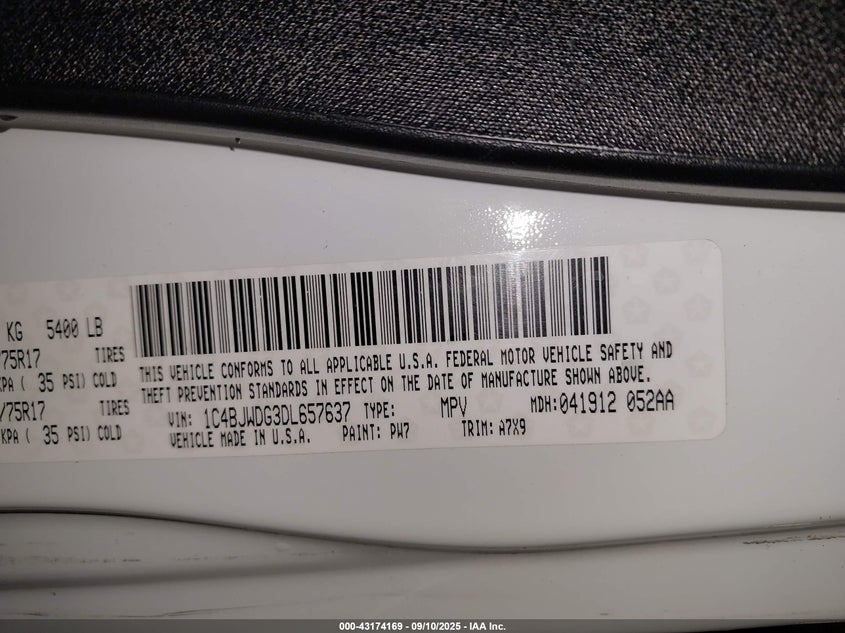 KG 5400 LB
/75R17 TIRES
KPA ( 35 PSI) COLD
/75R17 TIRES
KPA ( 35 PSI) COLD
THIS VEHICLE CONFORMS TO ALL APPLICABLE U.S.A. FEDERAL MOTOR VEHICLE SAFETY AND
THEFT PREVENTION STANDARDS IN EFFECT ON THE DATE OF MANUFACTURE SHOWN ABOVE.
VIN: 1C4BJWDG3DL657637 TYPE: MPV MDH:041912 052AA
VEHICLE MADE IN U.S.A. PAINT: PW7 TRIM: A7X9
000-43174169 - 09/10/2025 - IAA Inc.